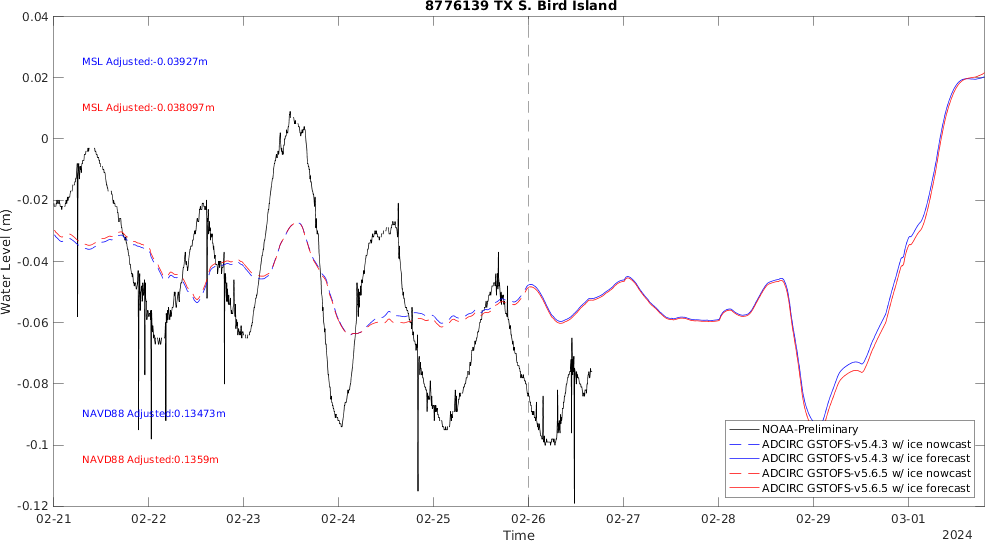 8776139 TX S. Bird Island
0.04
0.02
0
-0.02
-0.04
-0.06
-0.08
-0.1
-0.12
Water Level (m)
MSL Adjusted:-0.03927m
MSL Adjusted:-0.038097m
NAVD88 Adjusted:0.13473m
NAVD88 Adjusted:0.1359m
NOAA-Preliminary
ADCIRC GSTOFS-v5.4.3 w/ ice nowcast
ADCIRC GSTOFS-v5.4.3 w/ ice forecast
ADCIRC GSTOFS-v5.6.5 w/ ice nowcast
ADCIRC GSTOFS-v5.6.5 w/ ice forecast
02-21 02-22 02-23 02-24 02-25 02-26 02-27 02-28 02-29 03-01
Time
2024